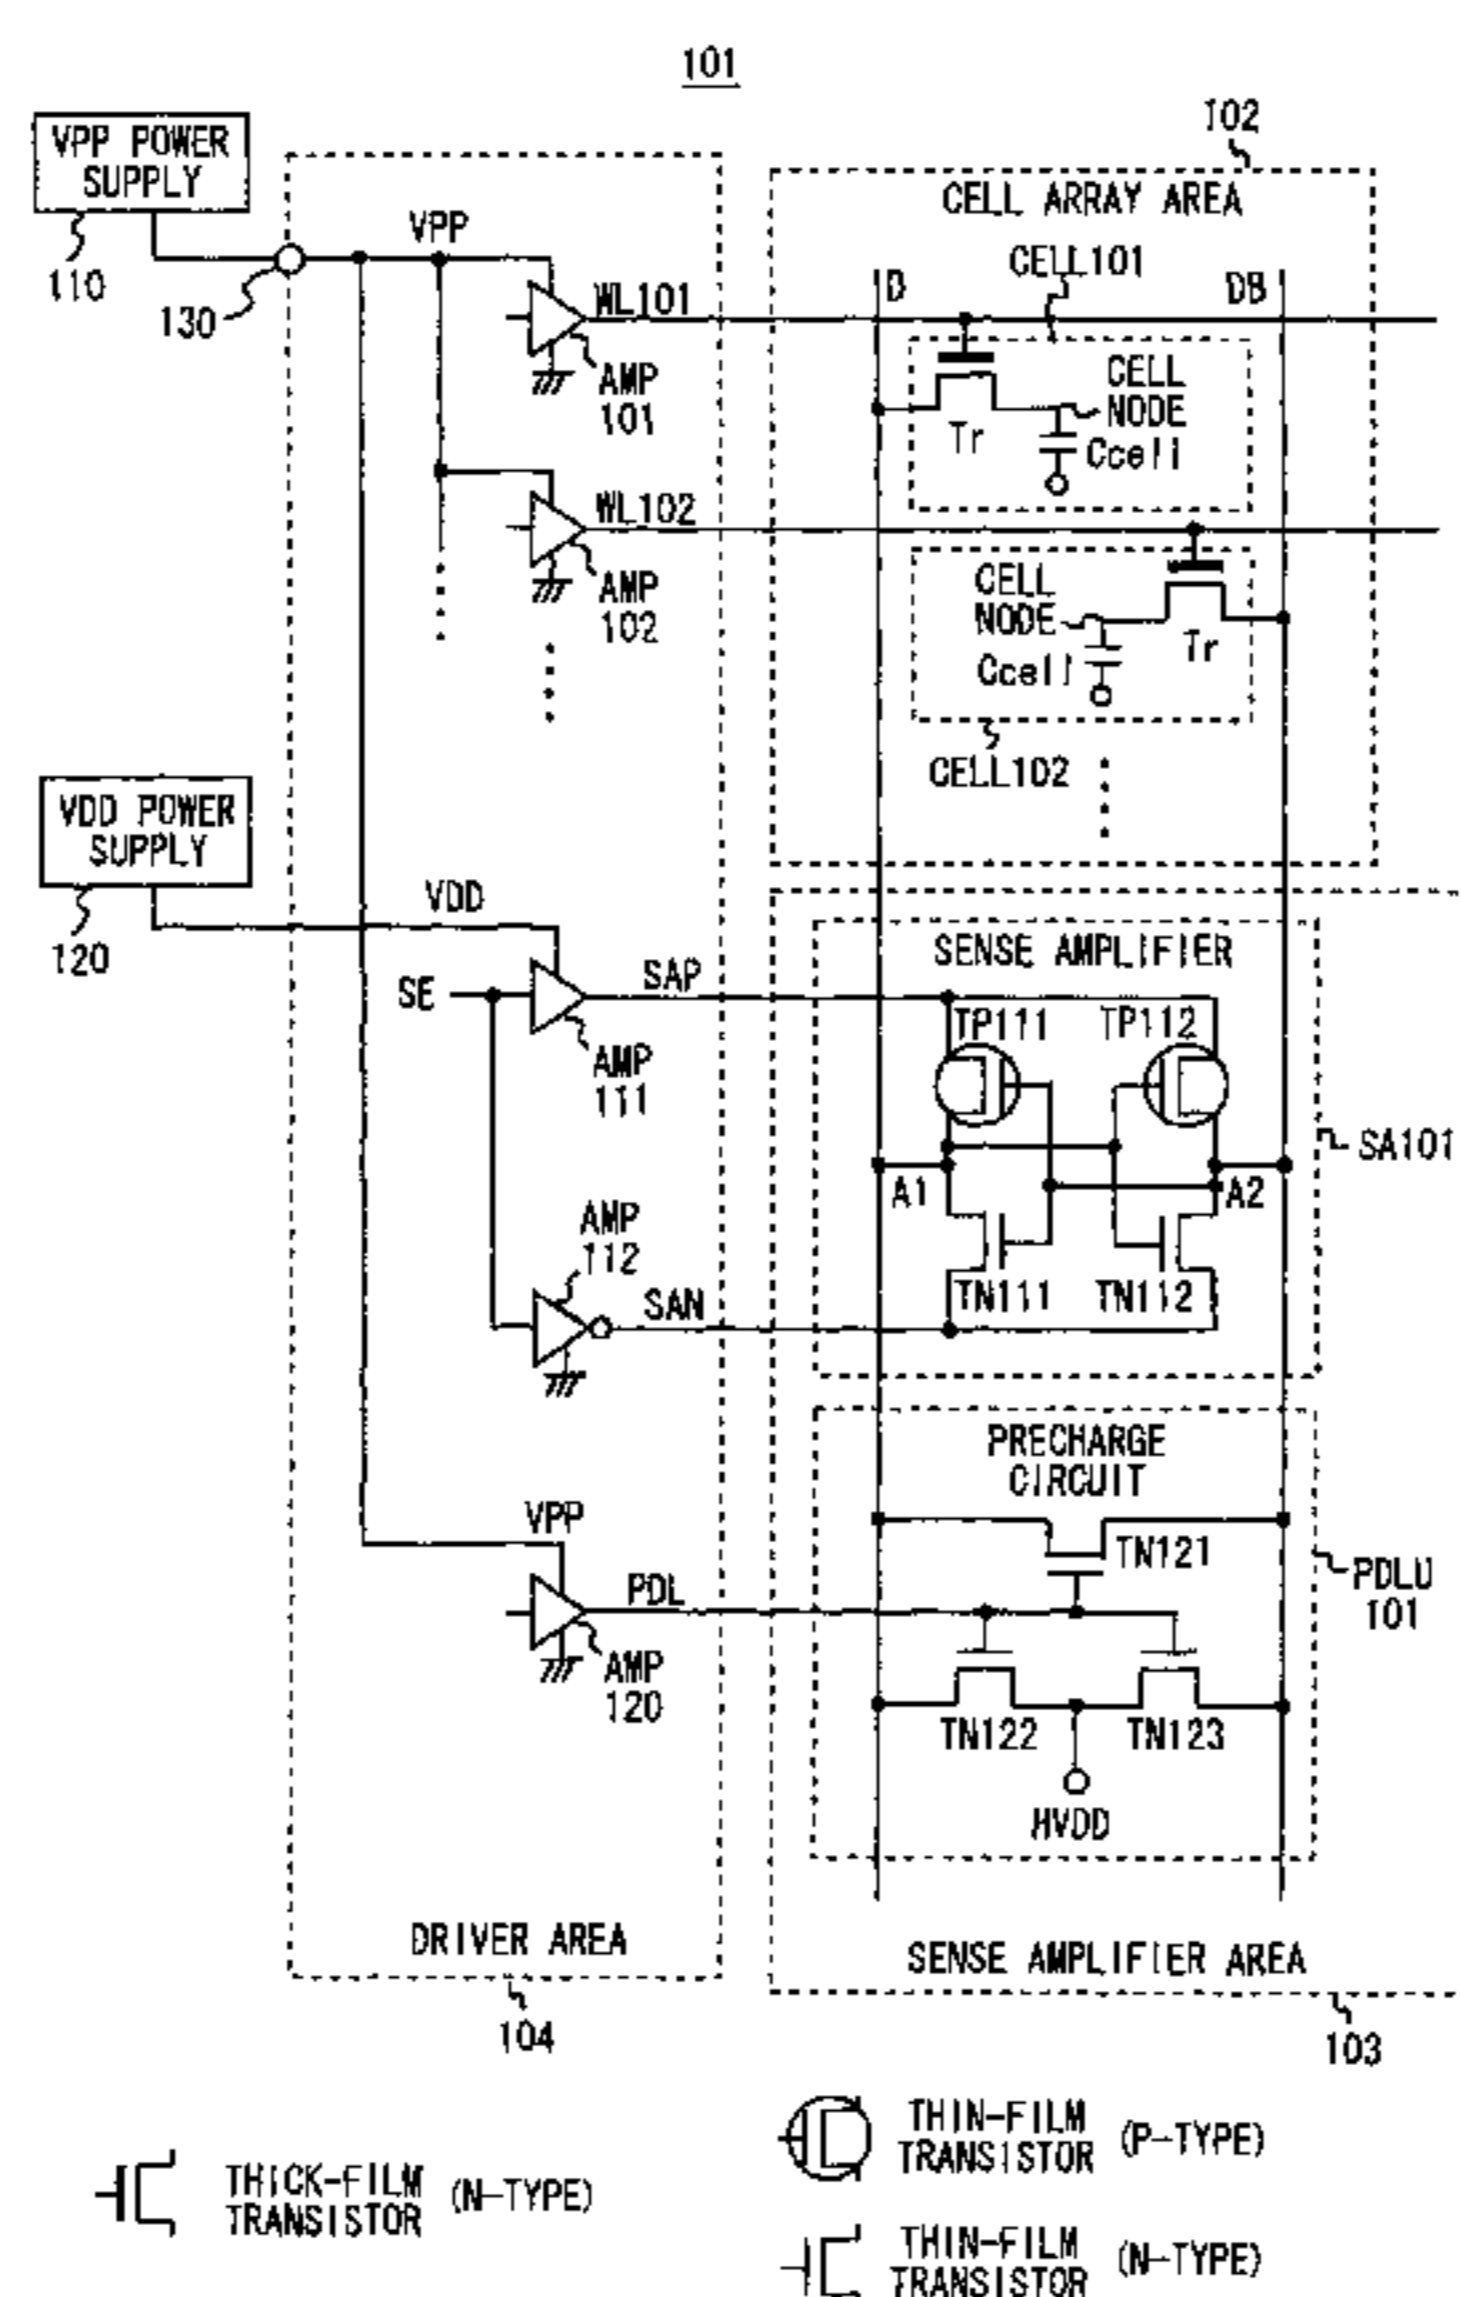 101
VPP POWER
SUPPLY
110
130
VPP
WL101
AMP
101
WL102
AMP
102
102
CELL ARRAY AREA
CELL101
D
DB
CELL
NODE
Tr
Ccell
CELL
NODE
Tr
Ccell
CELL102
VDD POWER
SUPPLY
120
VDD
SE
SAP
AMP
111
AMP
112
SAN
SENSE AMPLIFIER
TP111
TP112
A1
A2
TN111
TN112
SA101
PRECHARGE
CIRCUIT
TN121
PDLU
101
VPP
PDL
AMP
120
TN122
TN123
HVDD
DRIVER AREA
104
SENSE AMPLIFIER AREA
103
THICK-FILM
TRANSISTOR
(N-TYPE)
THIN-FILM
TRANSISTOR
(P-TYPE)
THIN-FILM
TRANSISTOR
(N-TYPE)